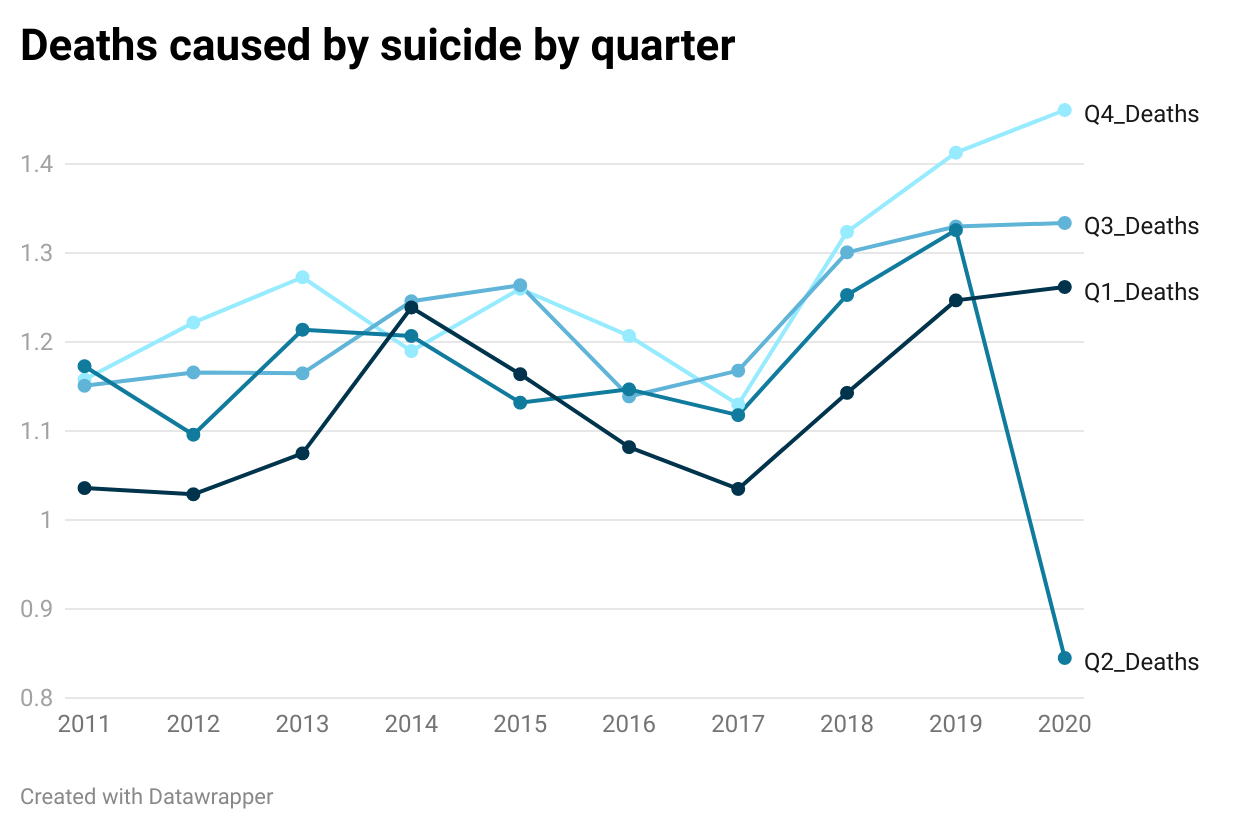 Deaths caused by suicide by quarter
Q4_Deaths
1.4
Q3_Deaths
1.3
Q1_Deaths
1.2
1.1
1
0.9
Q2_Deaths
0.8
2011 2012 2013 2014 2015 2016 2017 2018 2019 2020
Created with Datawrapper